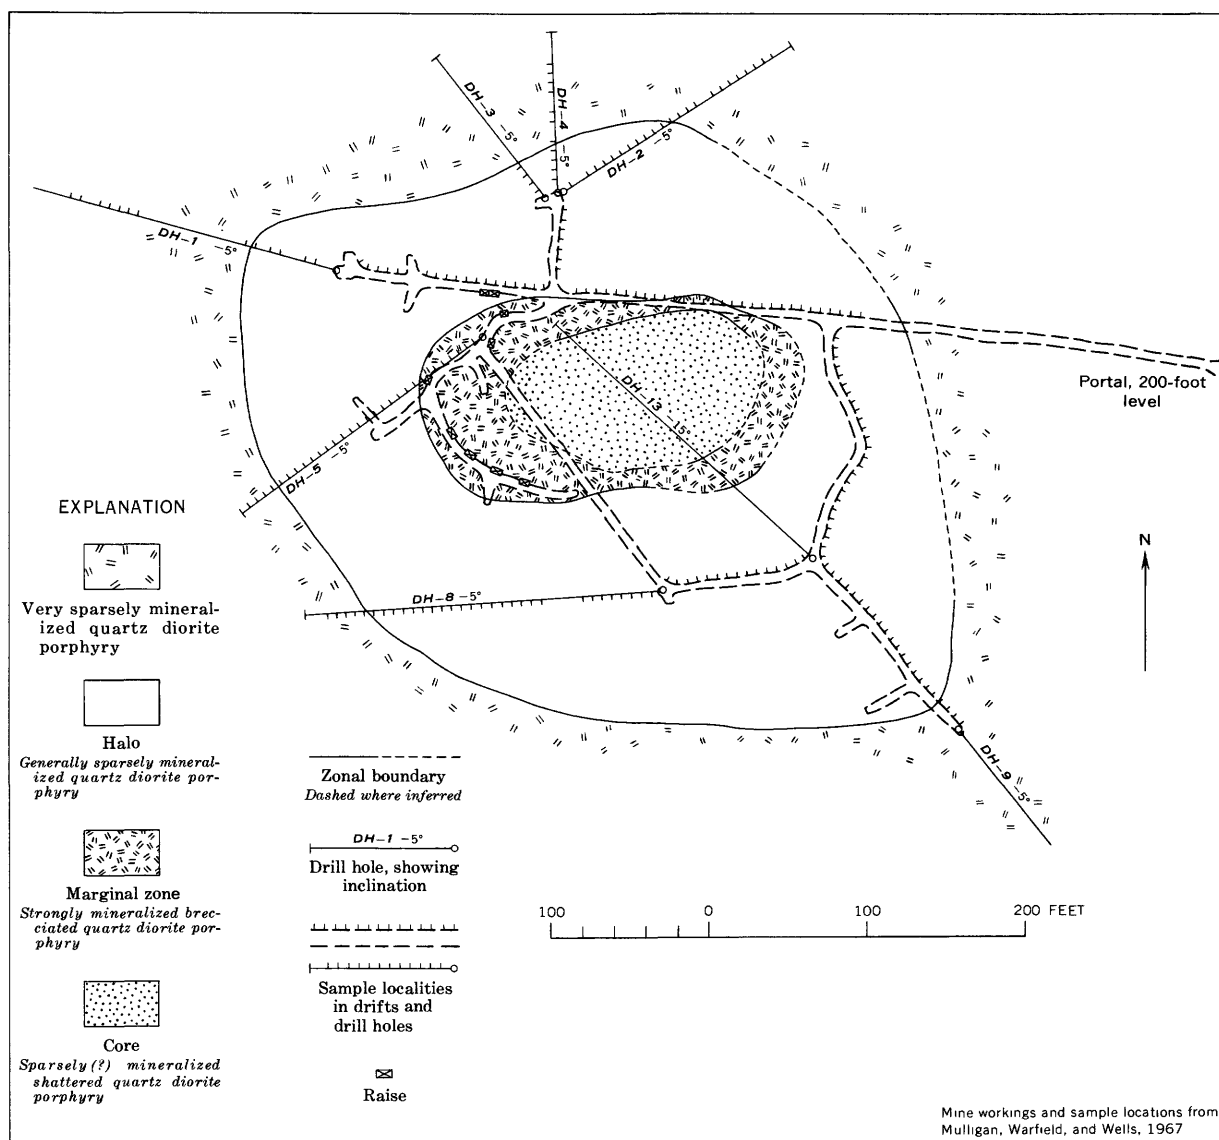 DH-3 -5°
DH-4 -5°
DH-2 -5°
DH-1 -5°
DH-13 -15°
Portal, 200-foot
level
DH-5 -5°
DH-8 -5°
DH-9 -5°
N
EXPLANATION
Very sparsely mineral-
ized quartz diorite
porphyry
Halo
Generally sparsely mineral-
ized quartz diorite por-
phyry
Marginal zone
Strongly mineralized brec-
ciated quartz diorite por-
phyry
Core
Sparsely (?) mineralized
shattered quartz diorite
porphyry
Zonal boundary
Dashed where inferred
DH-1 -5°
Drill hole, showing
inclination
Sample localities
in drifts and
drill holes
Raise
100 0 100 200 FEET
Mine workings and sample locations from
Mulligan, Warfield, and Wells, 1967